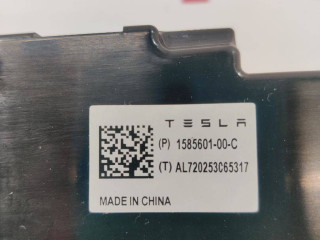 TESLA
(P) 1585601-00-C
(T) AL720253C65317
MADE IN CHINA